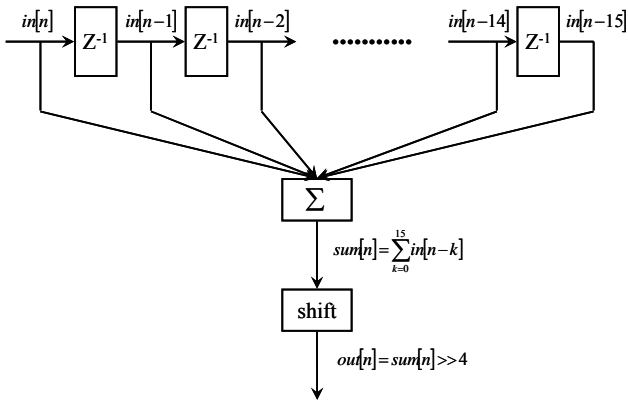 in[n] in[n−1] in[n−2] in[n−14] in[n−15]
Z-1 Z-1 Z-1
Σ
sum[n]=∑in[n−k]
15
k=0
shift
out[n]=sum[n]>>4